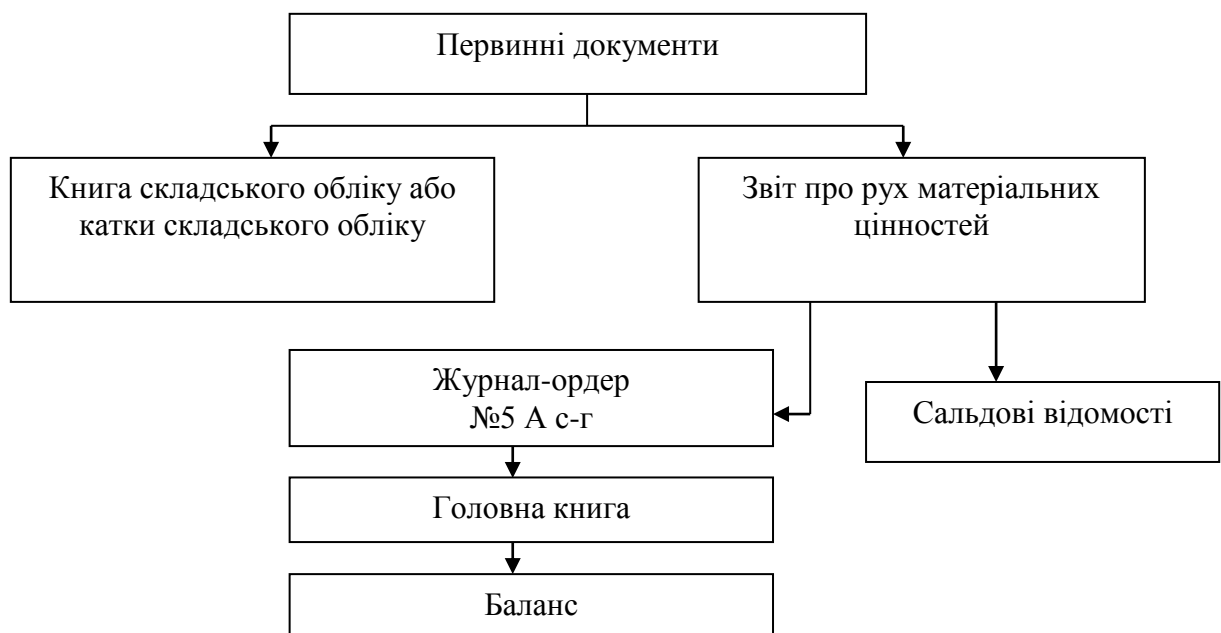 Первинні документи
Книга складського обліку або
катки складського обліку
Звіт про рух матеріальних
цінностей
Журнал-ордер
№5 А с-г
Сальдові відомості
Головна книга
Баланс